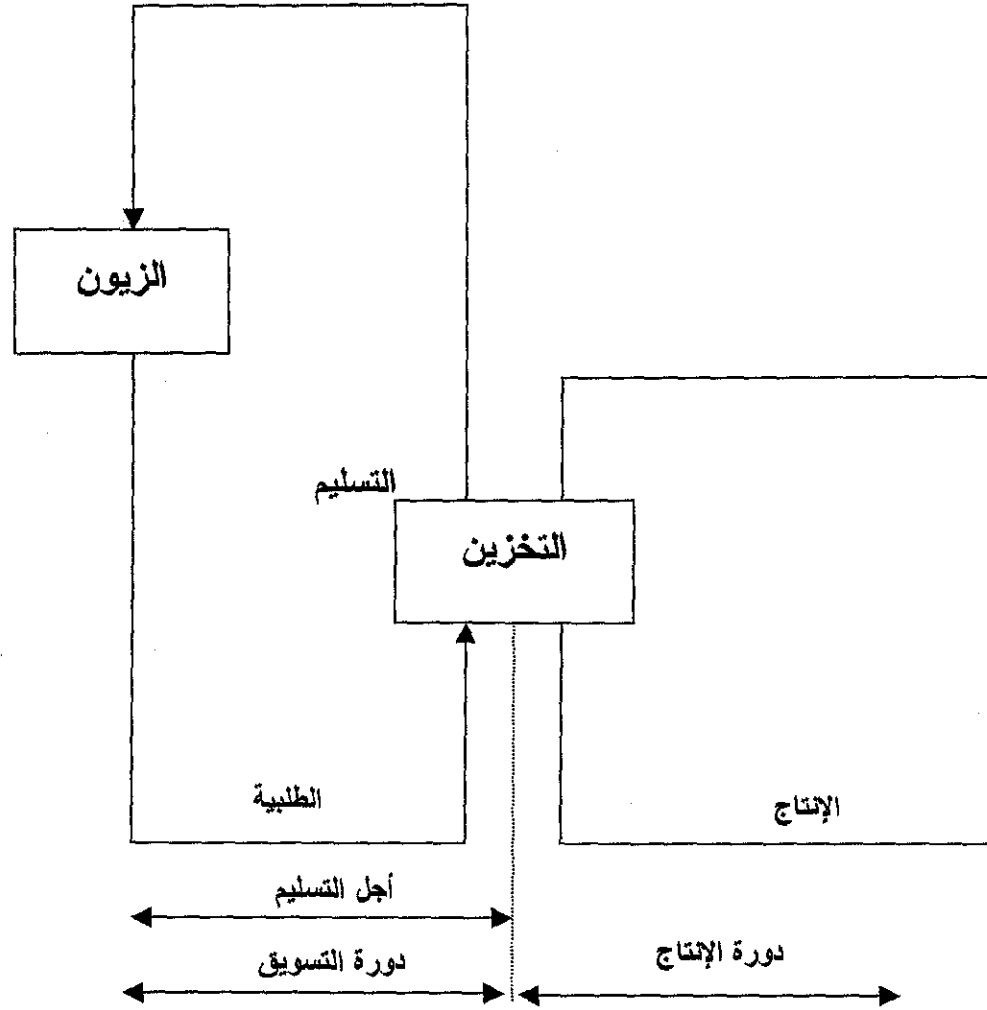 الزبون
التسليم
التخزين
الطلبية
الإنتاج
أجل التسليم
دورة التسويق
دورة الإنتاج